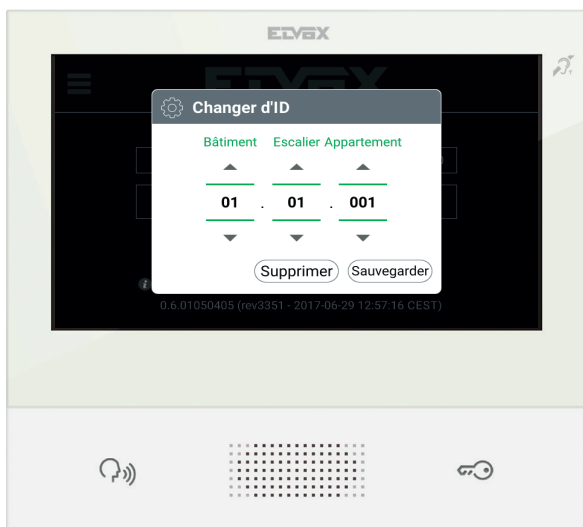 ELVOX
ELVOX
Changer d'ID
Bâtiment Escalier Appartement
01 . 01 . 001
Supprimer Sauvegarder
0.6.01050405 (rev3351 - 2017-06-29 12:57:16 CEST)